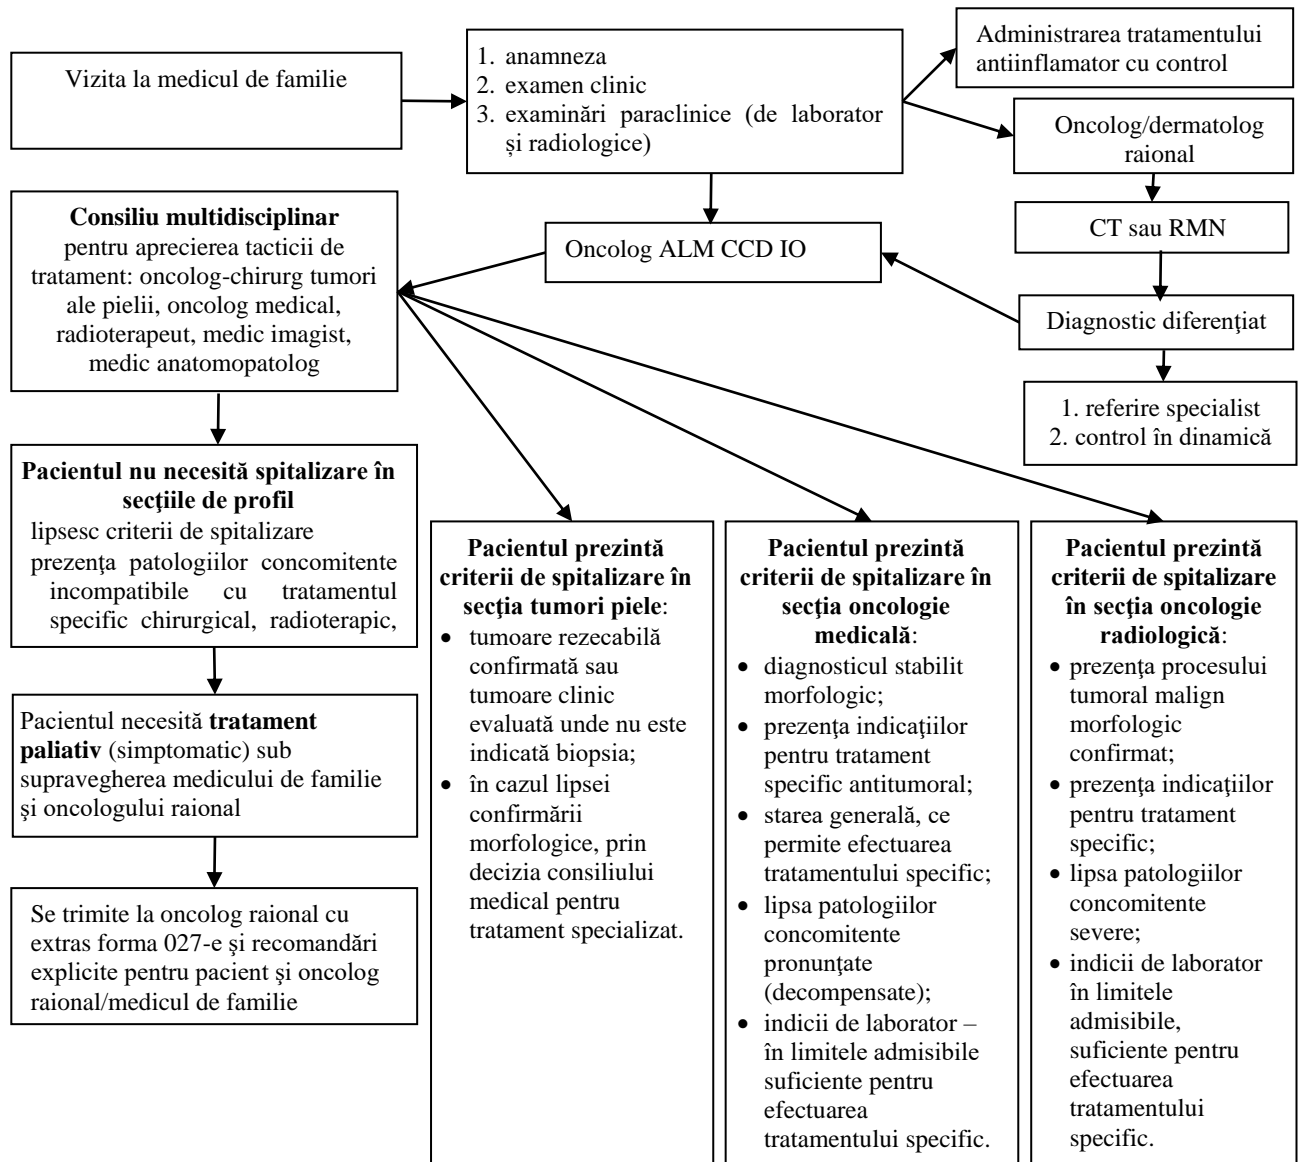 Vizita la medicul de familie
1. anamneza
2. examen clinic
3. examinări paraclinice (de laborator
și radiologice)
Administrarea tratamentului
antiinflamator cu control
Oncolog/dermatolog
raional
CT sau RMN
Diagnostic diferenţiat
1. referire specialist
2. control în dinamică
Oncolog ALM CCD IO
Consiliu multidisciplinar
pentru aprecierea tacticii de
tratament: oncolog-chirurg tumori
ale pielii, oncolog medical,
radioterapeut, medic imagist,
medic anatomopatolog
Pacientul nu necesită spitalizare în
secţiile de profil
lipsesc criterii de spitalizare
prezenţa patologiilor concomitente
incompatibile cu tratamentul
specific chirurgical, radioterapic,
Pacientul necesită tratament
paliativ (simptomatic) sub
supravegherea medicului de familie
şi oncologului raional
Se trimite la oncolog raional cu
extras forma 027-e şi recomandări
explicite pentru pacient şi oncolog
raional/medicul de familie
Pacientul prezintă
criterii de spitalizare în
secţia tumori piele:
• tumoare rezecabilă
confirmată sau
tumoare clinic
evaluată unde nu este
indicată biopsia;
• în cazul lipsei
confirmării
morfologice, prin
decizia consiliului
medical pentru
tratament specializat.
Pacientul prezintă
criterii de spitalizare în
secţia oncologie
medicală:
• diagnosticul stabilit
morfologic;
• prezenţa indicaţiilor
pentru tratament
specific antitumoral;
• starea generală, ce
permite efectuarea
tratamentului specific;
• lipsa patologiilor
concomitente
pronunţate
(decompensate);
• indicii de laborator –
în limitele admisibile
suficiente pentru
efectuarea
tratamentului specific.
Pacientul prezintă
criterii de spitalizare
în secţia oncologie
radiologică:
• prezenţa procesului
tumoral malign
morfologic
confirmat;
• prezenţa indicaţiilor
pentru tratament
specific;
• lipsa patologiilor
concomitente
severe;
• indicii de laborator
în limitele
admisibile,
suficiente pentru
efectuarea
tratamentului
specific.